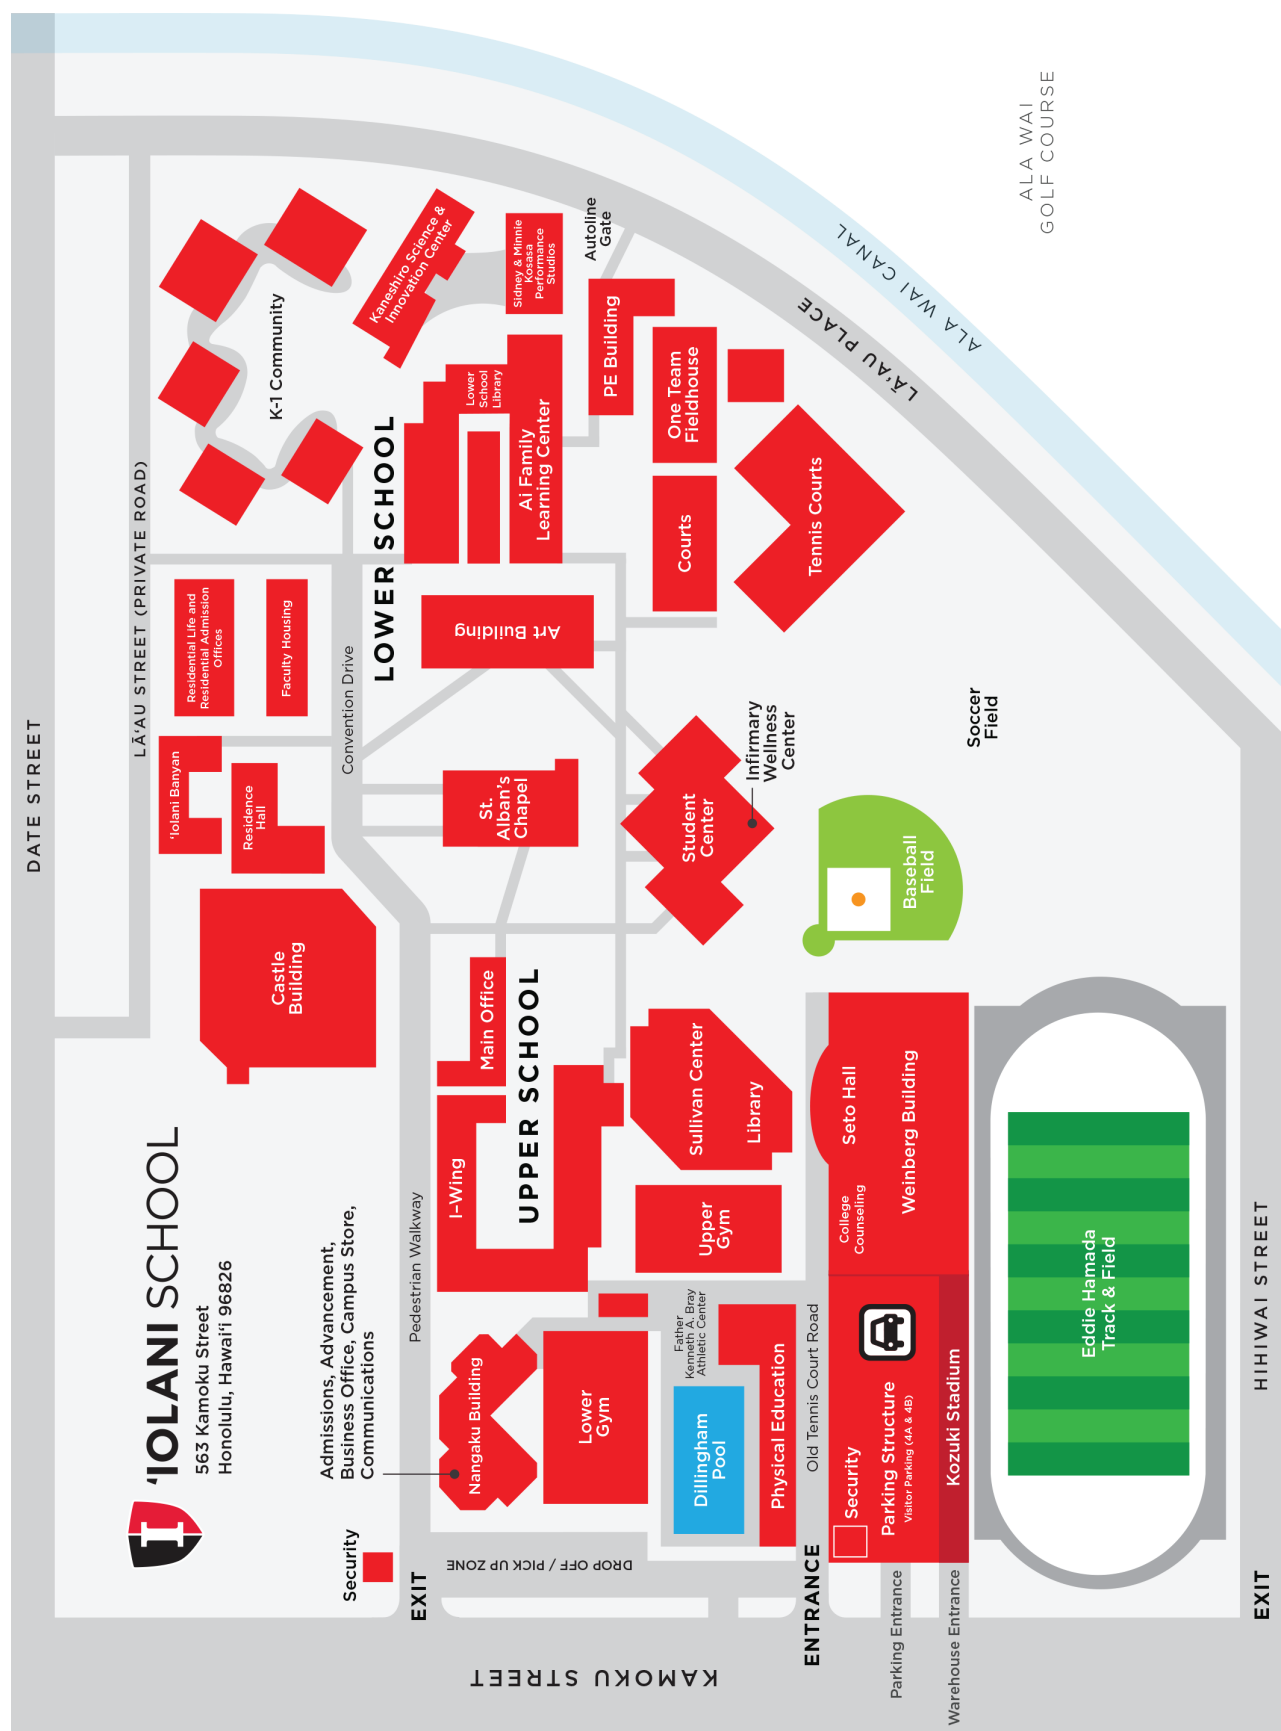 I
ʻIOLANI SCHOOL
563 Kamoku Street
Honolulu, Hawaiʻi 96826
DATE STREET
LĀʻAU STREET (PRIVATE ROAD)
Admissions, Advancement,
Business Office, Campus Store,
Communications
Security
EXIT
Pedestrian Walkway
Convention Drive
Castle
Building
ʻIolani Banyan
Residence
Hall
Residential Life and
Residential Admission
Offices
Faculty Housing
K-1 Community
LOWER SCHOOL
Kaneshiro Science &
Innovation Center
Sidney & Minnie
Kosasa
Performance
Studios
Autoline
Gate
Lower
School
Library
Ai Family
Learning Center
PE Building
One Team
Fieldhouse
Courts
Tennis Courts
Art Building
St.
Alban's
Chapel
Student
Center
Infirmary
Wellness
Center
Soccer
Field
Baseball
Field
Main Office
UPPER SCHOOL
I-Wing
Sullivan Center
Library
Upper
Gym
Nangaku Building
Lower
Gym
Father
Kenneth A. Bray
Athletic Center
Dillingham
Pool
Physical Education
DROP OFF / PICK UP ZONE
Old Tennis Court Road
ENTRANCE
Seto Hall
College
Counseling
Weinberg Building
Security
Parking Structure
Visitor Parking (4A & 4B)
Kozuki Stadium
Parking Entrance
Warehouse Entrance
Eddie Hamada
Track & Field
KAMOKU STREET
HIHIWAI STREET
EXIT
LĀʻAU PLACE
ALA WAI CANAL
ALA WAI
GOLF COURSE